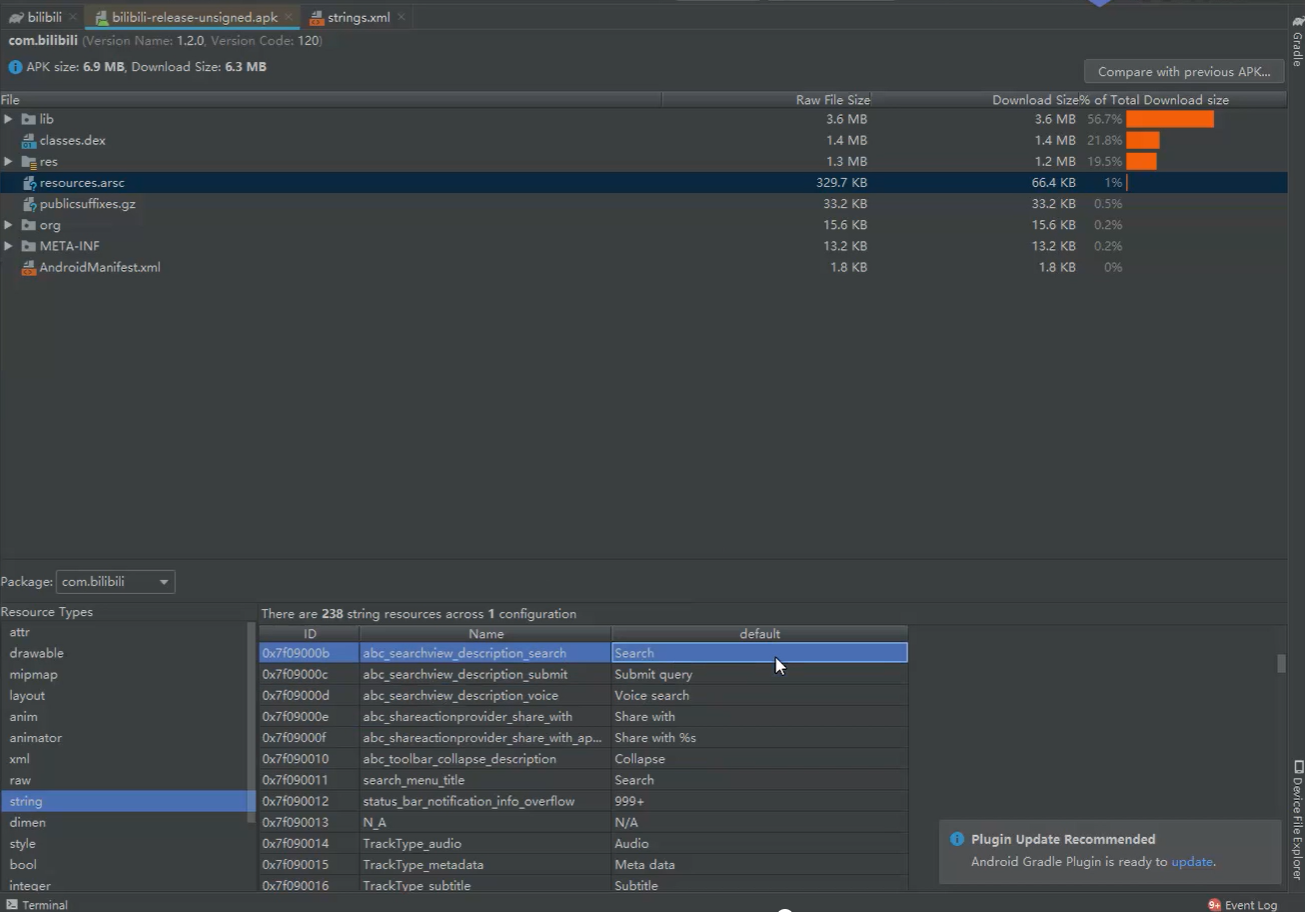 bilibili bilibili-release-unsigned.apk strings.xml
com.bilibili (Version Name: 1.2.0, Version Code: 120)
APK size: 6.9 MB, Download Size: 6.3 MB
Compare with previous APK...
File Raw File Size Download Size % of Total Download size
lib 3.6 MB 3.6 MB 56.7%
classes.dex 1.4 MB 1.4 MB 21.8%
res 1.3 MB 1.2 MB 19.5%
resources.arsc 329.7 KB 66.4 KB 1%
publicsuffixes.gz 33.2 KB 33.2 KB 0.5%
org 15.6 KB 15.6 KB 0.2%
META-INF 13.2 KB 13.2 KB 0.2%
AndroidManifest.xml 1.8 KB 1.8 KB 0%
Package: com.bilibili
Resource Types
attr
drawable
mipmap
layout
anim
animator
xml
raw
string
dimen
style
bool
integer
There are 238 string resources across 1 configuration
ID Name default
0x7f09000b abc_searchview_description_search Search
0x7f09000c abc_searchview_description_submit Submit query
0x7f09000d abc_searchview_description_voice Voice search
0x7f09000e abc_shareactionprovider_share_with Share with
0x7f09000f abc_shareactionprovider_share_with_ap... Share with %s
0x7f090010 abc_toolbar_collapse_description Collapse
0x7f090011 search_menu_title Search
0x7f090012 status_bar_notification_info_overflow 999+
0x7f090013 N_A N/A
0x7f090014 TrackType_audio Audio
0x7f090015 TrackType_metadata Meta data
0x7f090016 TrackType_subtitle Subtitle
Plugin Update Recommended
Android Gradle Plugin is ready to update.
Gradle
Device File Explorer
Terminal
9+ Event Log